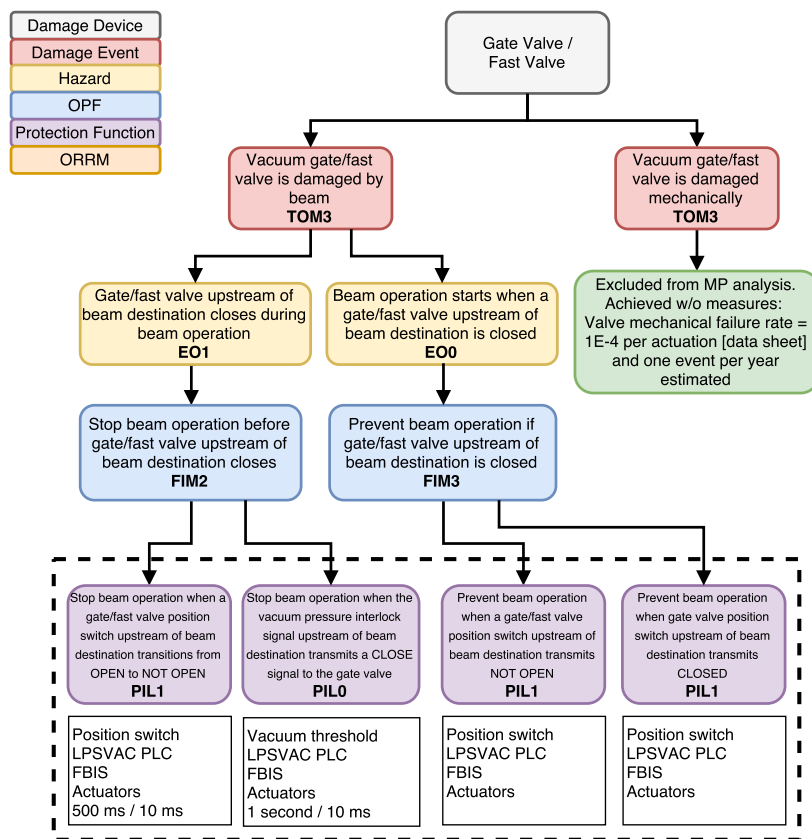 Damage Device
Damage Event
Hazard
OPF
Protection Function
ORRM
Gate Valve /
Fast Valve
Vacuum gate/fast
valve is damaged by
beam
TOM3
Vacuum gate/fast
valve is damaged
mechanically
TOM3
Gate/fast valve upstream of
beam destination closes during
beam operation
EO1
Beam operation starts when a
gate/fast valve upstream of
beam destination is closed
EO0
Excluded from MP analysis.
Achieved w/o measures:
Valve mechanical failure rate =
1E-4 per actuation [data sheet]
and one event per year
estimated
Stop beam operation before
gate/fast valve upstream of
beam destination closes
FIM2
Prevent beam operation if
gate/fast valve upstream of
beam destination is closed
FIM3
Stop beam operation when a
gate/fast valve position
switch upstream of beam
destination transitions from
OPEN to NOT OPEN
PIL1
Stop beam operation when the
vacuum pressure interlock
signal upstream of beam
destination transmits a CLOSE
signal to the gate valve
PIL0
Prevent beam operation
when a gate/fast valve
position switch upstream of
beam destination transmits
NOT OPEN
PIL1
Prevent beam operation
when gate valve position
switch upstream of beam
destination transmits
CLOSED
PIL1
Position switch
LPSVAC PLC
FBIS
Actuators
500 ms / 10 ms
Vacuum threshold
LPSVAC PLC
FBIS
Actuators
1 second / 10 ms
Position switch
LPSVAC PLC
FBIS
Actuators
Position switch
LPSVAC PLC
FBIS
Actuators